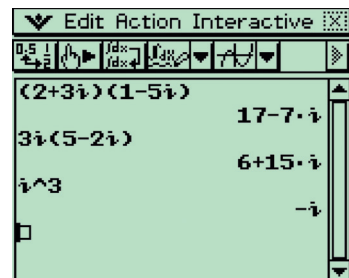 Edit Action Interactive
(2+3i)(1-5i)
17-7·i
3i(5-2i)
6+15·i
i^3
-i